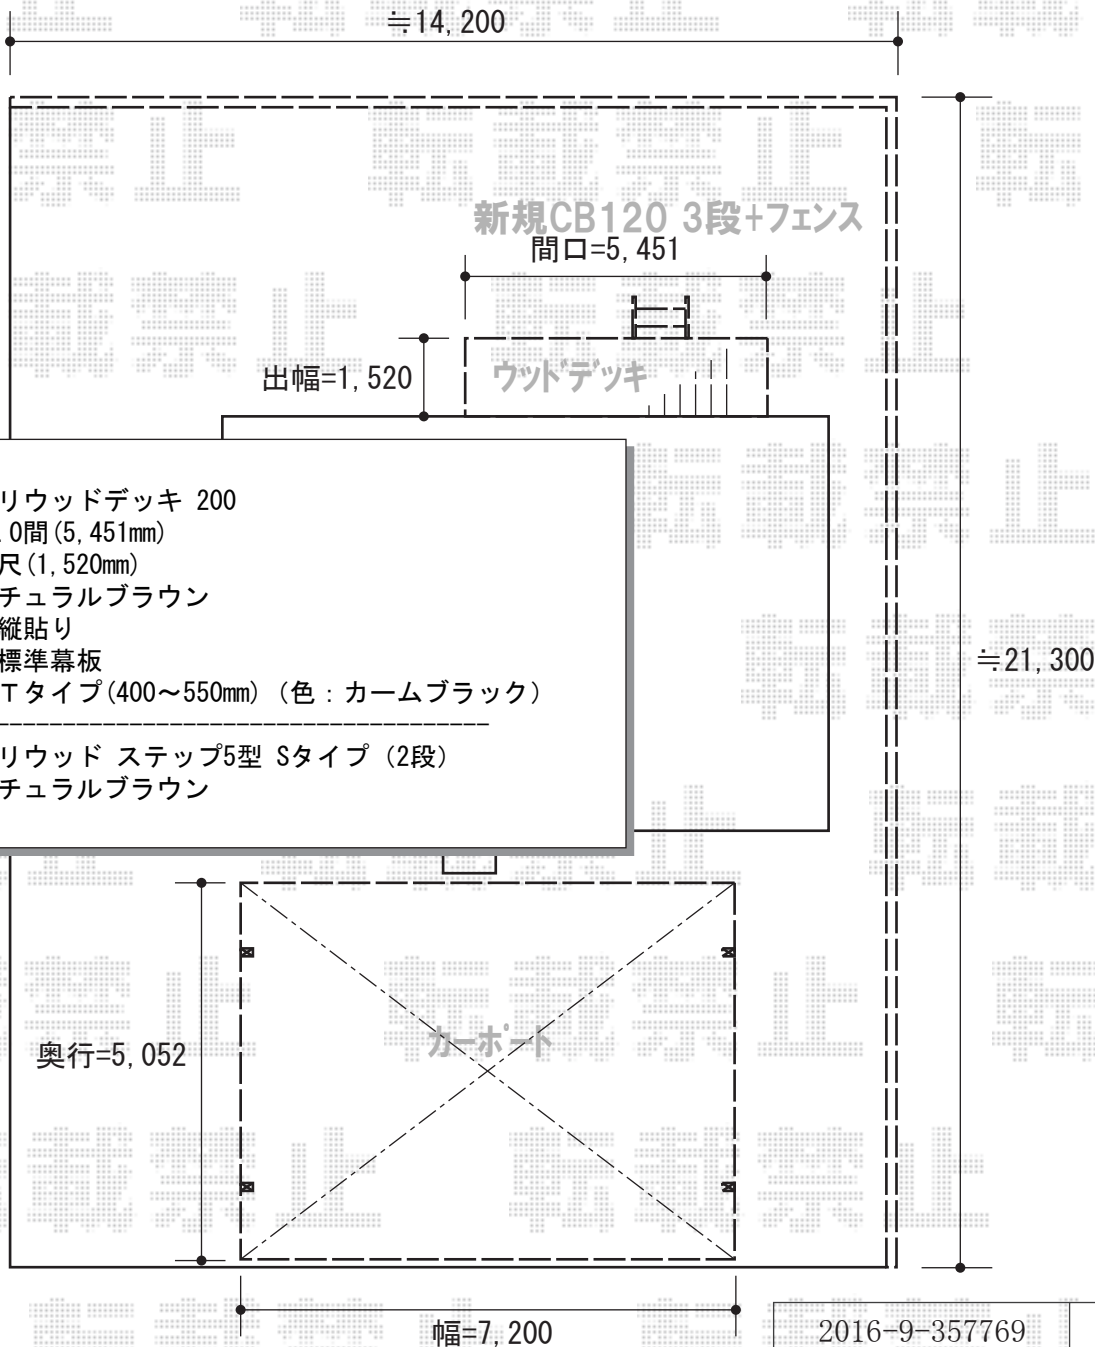 ≒14,200
新規CB120 3段+フェンス
間口=5,451
出幅=1,520
ウッドデッキ
リウッドデッキ 200
.0間(5,451mm)
尺(1,520mm)
チュラルブラウン
縦貼り
標準幕板
Tタイプ(400〜550mm) (色：カームブラック)
リウッド ステップ5型 Sタイプ (2段)
チュラルブラウン
≒21,300
カーポート
奥行=5,052
幅=7,200
2016-9-357769
転載禁止